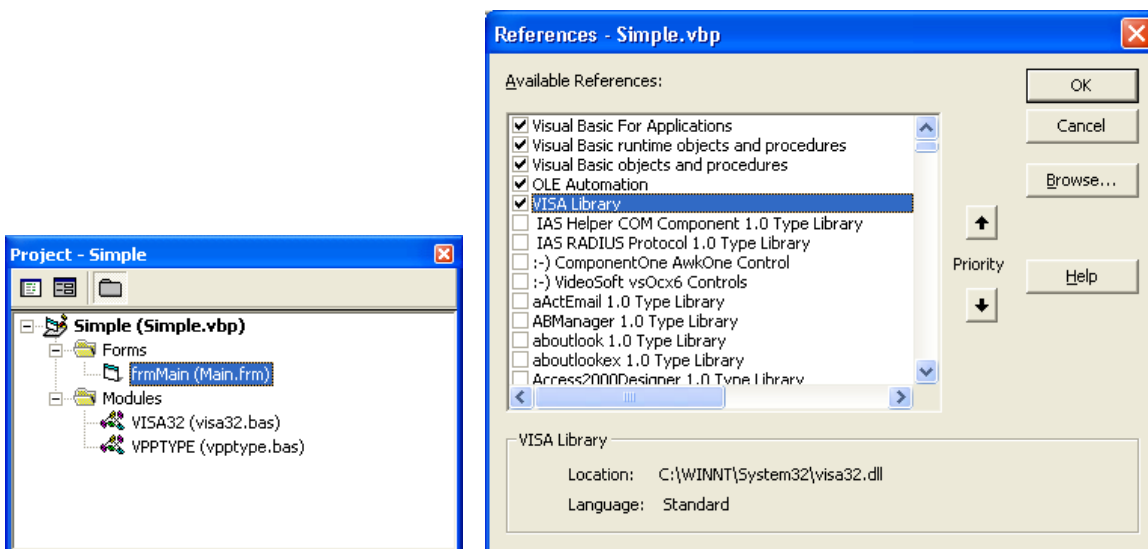 Project - Simple
Simple (Simple.vbp)
Forms
frmMain (Main.frm)
Modules
VISA32 (visa32.bas)
VPPTYPE (vpptype.bas)
References - Simple.vbp
Available References:
Visual Basic For Applications
Visual Basic runtime objects and procedures
Visual Basic objects and procedures
OLE Automation
VISA Library
IAS Helper COM Component 1.0 Type Library
IAS RADIUS Protocol 1.0 Type Library
:-) ComponentOne AwkOne Control
:-) VideoSoft vsOcx6 Controls
aActEmail 1.0 Type Library
ABManager 1.0 Type Library
aboutlook 1.0 Type Library
aboutlookex 1.0 Type Library
Access2000Designer 1.0 Type Library
OK
Cancel
Browse...
Priority
Help
VISA Library
Location: C:\WINNT\System32\visa32.dll
Language: Standard